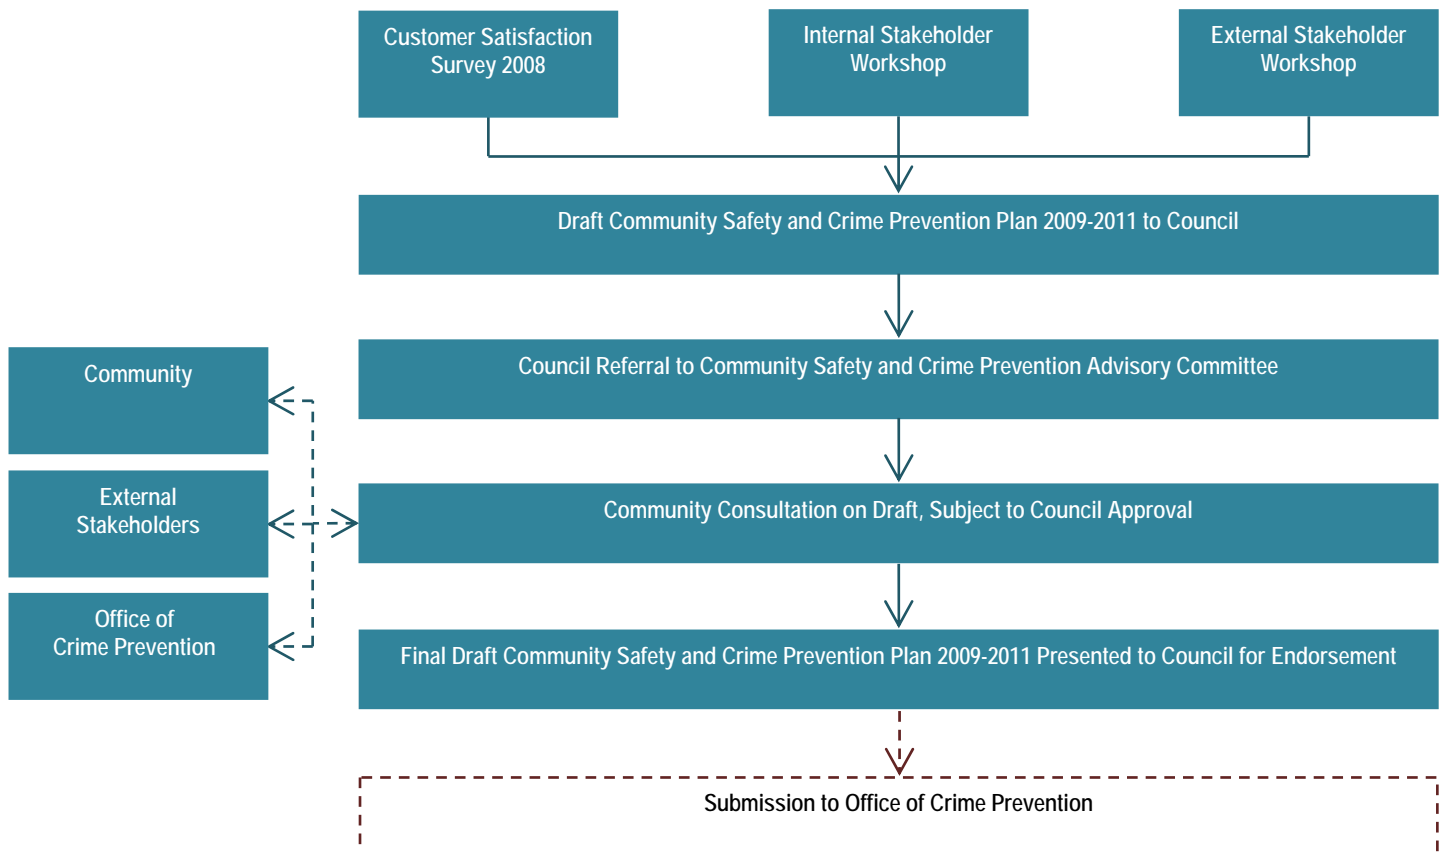 Customer Satisfaction
Survey 2008
Internal Stakeholder
Workshop
External Stakeholder
Workshop
Draft Community Safety and Crime Prevention Plan 2009-2011 to Council
Council Referral to Community Safety and Crime Prevention Advisory Committee
Community
External
Stakeholders
Community Consultation on Draft, Subject to Council Approval
Office of
Crime Prevention
Final Draft Community Safety and Crime Prevention Plan 2009-2011 Presented to Council for Endorsement
Submission to Office of Crime Prevention